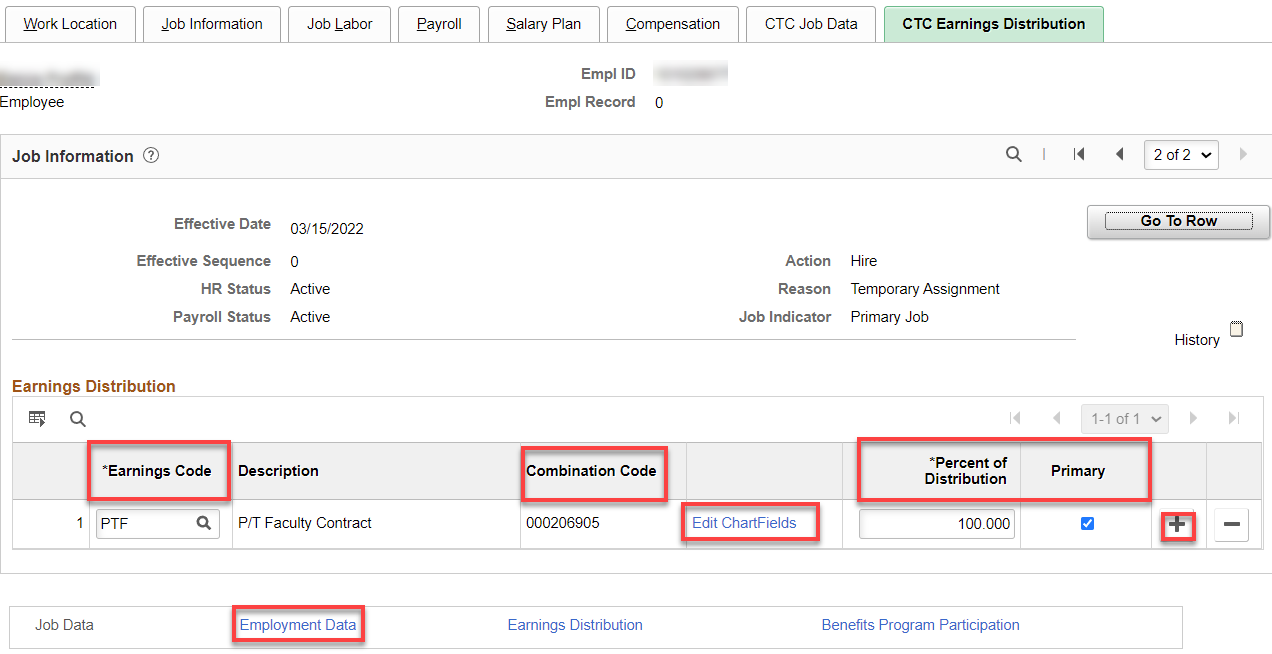 Work Location Job Information Job Labor Payroll Salary Plan Compensation CTC Job Data CTC Earnings Distribution
Empl ID
Employee Empl Record 0
Job Information ? 2 of 2
Effective Date 03/15/2022 Go To Row
Effective Sequence 0 Action Hire
HR Status Active Reason Temporary Assignment
Payroll Status Active Job Indicator Primary Job
History
Earnings Distribution
1-1 of 1
*Earnings Code Description Combination Code *Percent of Distribution Primary
1 PTF P/T Faculty Contract 000206905 Edit ChartFields 100.000
Job Data Employment Data Earnings Distribution Benefits Program Participation